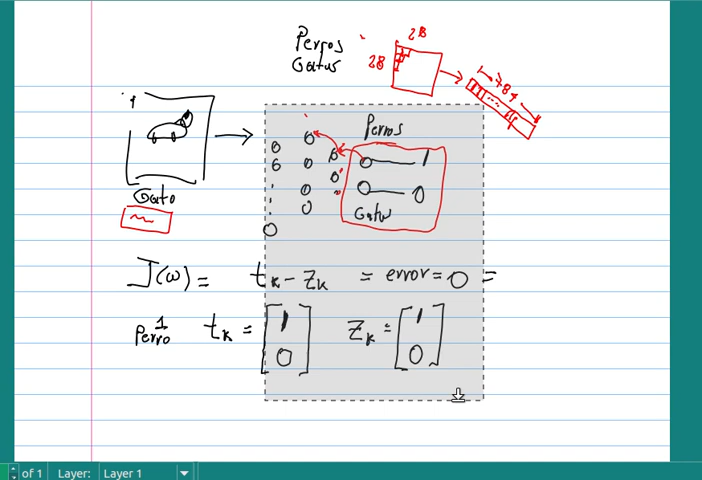 Perros
Gatos
28
28
784
Perros
1
0
Gatos
Gato
J(ω) = tk - zk = error = 0 =
Perro 1 tk = [1 0] zk = [1 0]
of 1 Layer: Layer 1